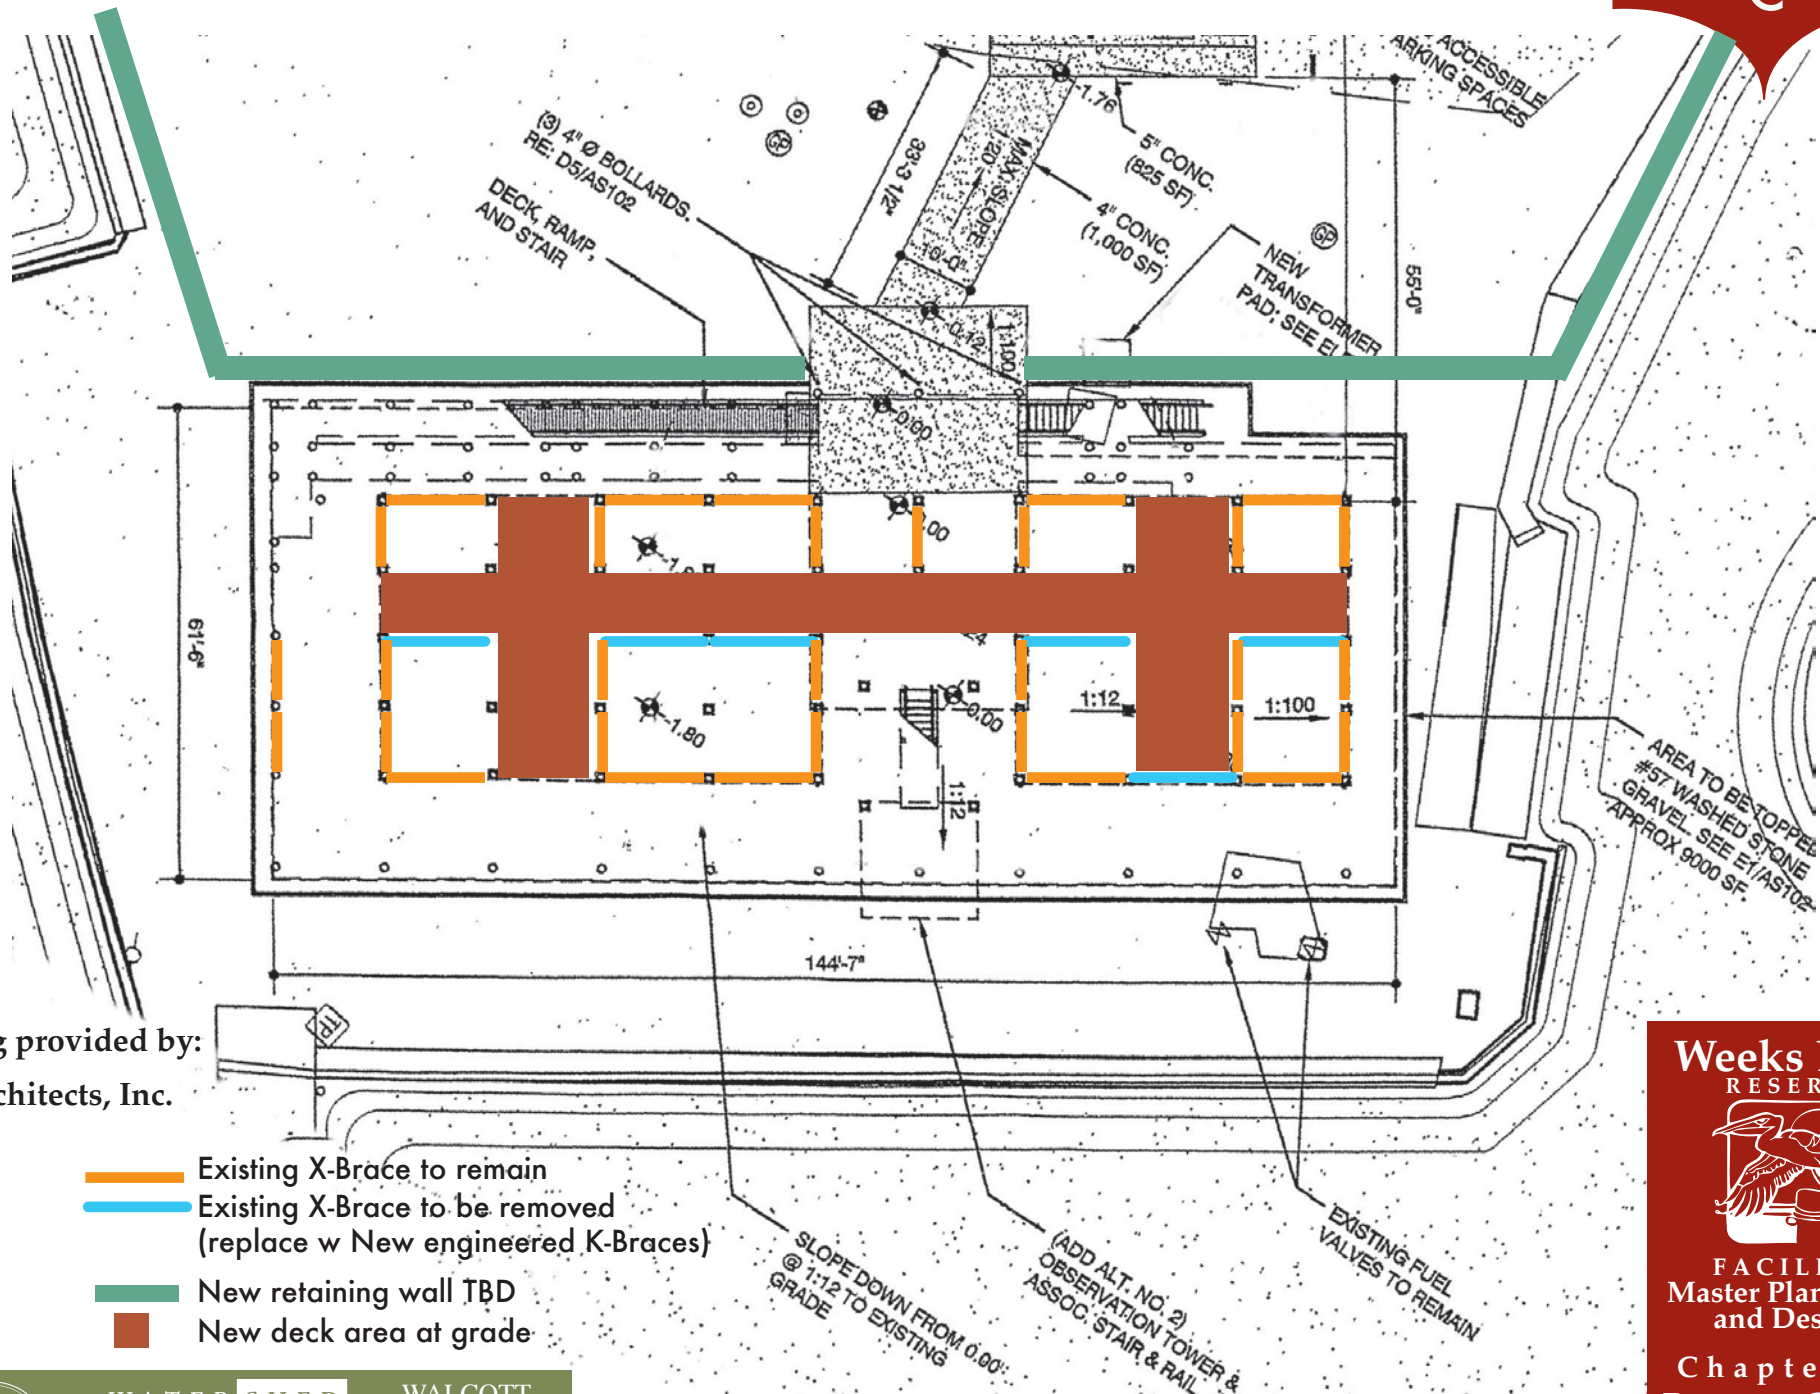 C
ACCESSIBLE
ARKING SPACES
-1.76
(3) 4" Ø BOLLARDS.
RE: D5/AS102
DECK, RAMP,
AND STAIR
33'-3 1/2"
MAX. SLOPE
1:20
10'-0"
5" CONC.
(825 SF)
4" CONC.
(1,000 SF)
GP
GP
NEW
TRANSFORMER
PAD; SEE
55'-0"
-0.12
1:100
-0.00
61'-6"
-1.80
-0.00
1:12
1:100
1:12
AREA TO BE TOPPED
#57 WASHED STONE
GRAVEL. SEE E1/AS102
APPROX 9000 SF.
144'-7"
TP
g provided by:
chitects, Inc.
Existing X-Brace to remain
Existing X-Brace to be removed
(replace w New engineered K-Braces)
New retaining wall TBD
New deck area at grade
SLOPE DOWN FROM 0.00'
@ 1:12 TO EXISTING
GRADE
(ADD ALT. NO. 2)
OBSERVATION TOWER &
ASSOC. STAIR & RAIL
EXISTING FUEL
VALVES TO REMAIN
Weeks
RESER
FACILI
Master Plan
and Des
Chapte
WATERSHED
WALCOTT